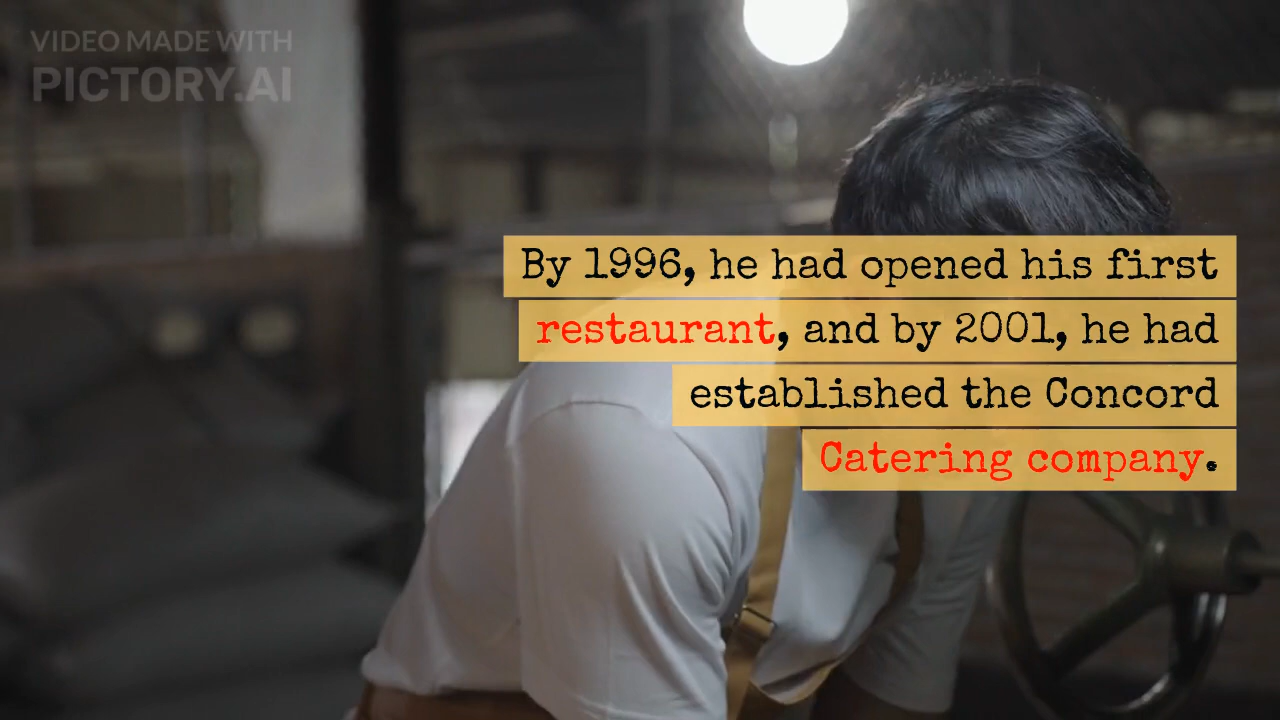 VIDEO MADE WITH
PICTORY.AI
By 1996, he had opened his first
restaurant, and by 2001, he had
established the Concord
Catering company.